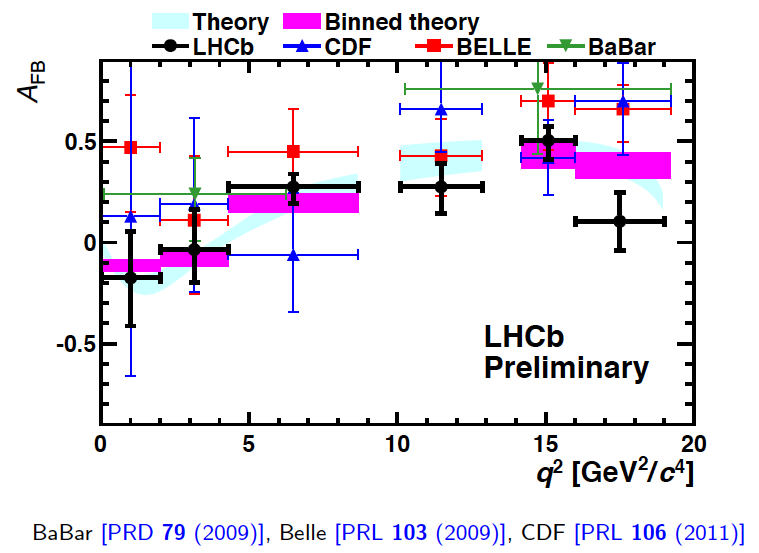 Theory Binned theory
LHCb CDF BELLE BaBar
A_FB
0.5
0
-0.5
LHCb
Preliminary
0 5 10 15 20
q² [GeV²/c⁴]
BaBar [PRD 79 (2009)], Belle [PRL 103 (2009)], CDF [PRL 106 (2011)]